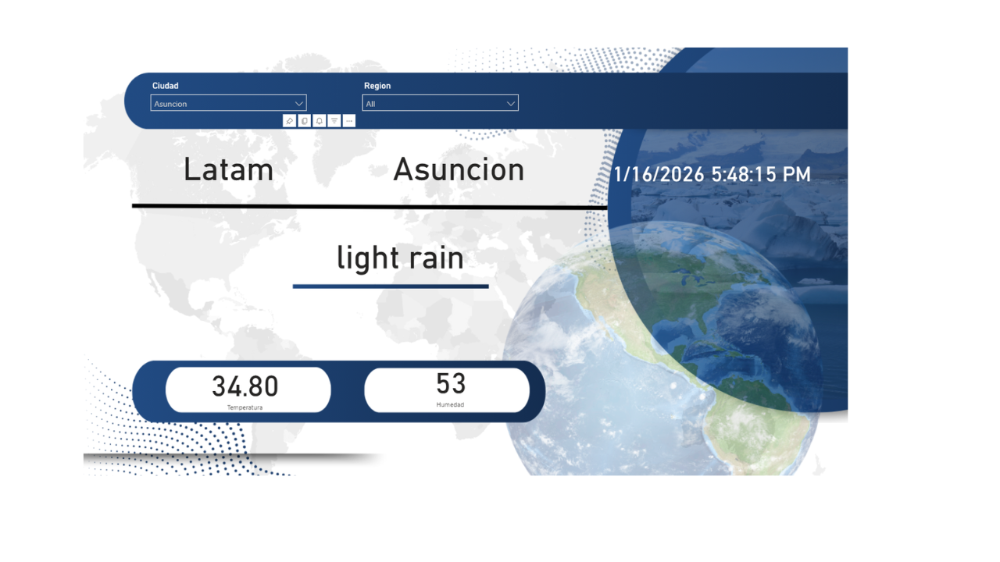 Ciudad
Region
Asuncion
All
Latam
Asuncion
1/16/2026 5:48:15 PM
light rain
34.80
Temperatura
53
Humedad